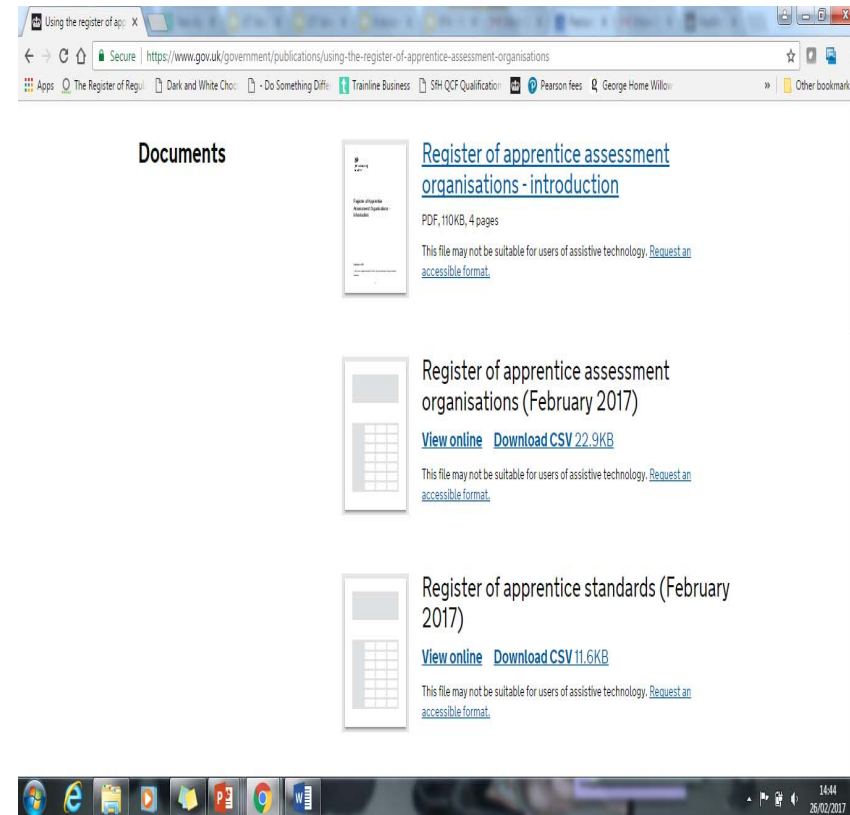 Using the register of app
Secure | https://www.gov.uk/government/publications/using-the-register-of-apprentice-assessment-organisations
Apps The Register of Regul Dark and White Choc - Do Something Diffe Trainline Business SfH QCF Qualification Pearson fees George Home Willow » Other bookmark
Documents
Register of apprentice assessment
organisations - introduction
PDF, 110KB, 4 pages
This file may not be suitable for users of assistive technology. Request an
accessible format.
Register of apprentice assessment
organisations (February 2017)
View online Download CSV 22.9KB
This file may not be suitable for users of assistive technology. Request an
accessible format.
Register of apprentice standards (February
2017)
View online Download CSV 11.6KB
This file may not be suitable for users of assistive technology. Request an
accessible format.
14:44
26/02/2017